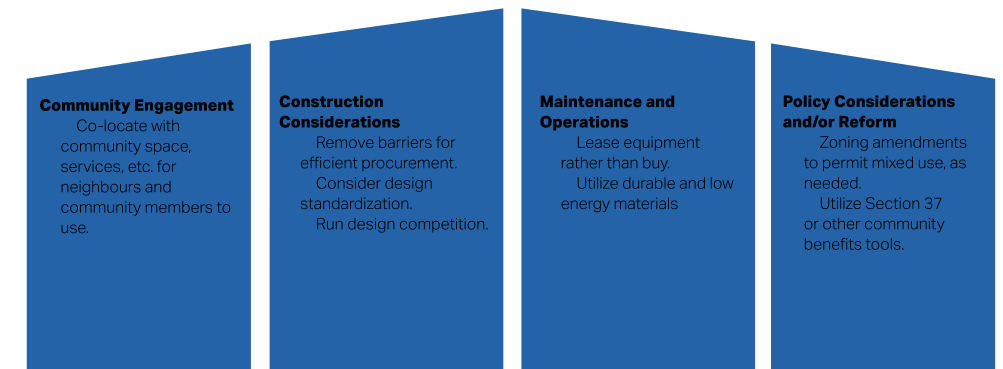 Community Engagement
Co-locate with
community space,
services, etc. for
neighbours and
community members to
use.
Construction
Considerations
Remove barriers for
efficient procurement.
Consider design
standardization.
Run design competition.
Maintenance and
Operations
Lease equipment
rather than buy.
Utilize durable and low
energy materials
Policy Considerations
and/or Reform
Zoning amendments
to permit mixed use, as
needed.
Utilize Section 37
or other community
benefits tools.